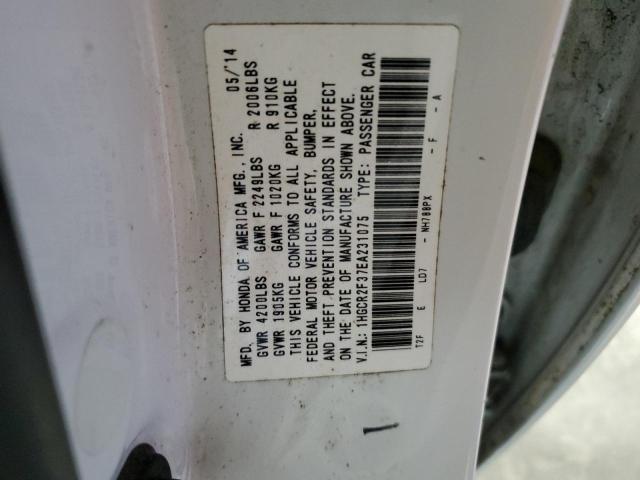 MFD. BY HONDA OF AMERICA MFG., INC. 05/'14
GVWR 4200LBS GAWR F 2249LBS R 2006LBS
GVWR 1905KG GAWR F 1020KG R 910KG
THIS VEHICLE CONFORMS TO ALL APPLICABLE
FEDERAL MOTOR VEHICLE SAFETY, BUMPER,
AND THEFT PREVENTION STANDARDS IN EFFECT
ON THE DATE OF MANUFACTURE SHOWN ABOVE.
V.I.N.: 1HGCR2F37EA231075 TYPE: PASSENGER CAR
T2F E LD7 - NH788PX - F - A